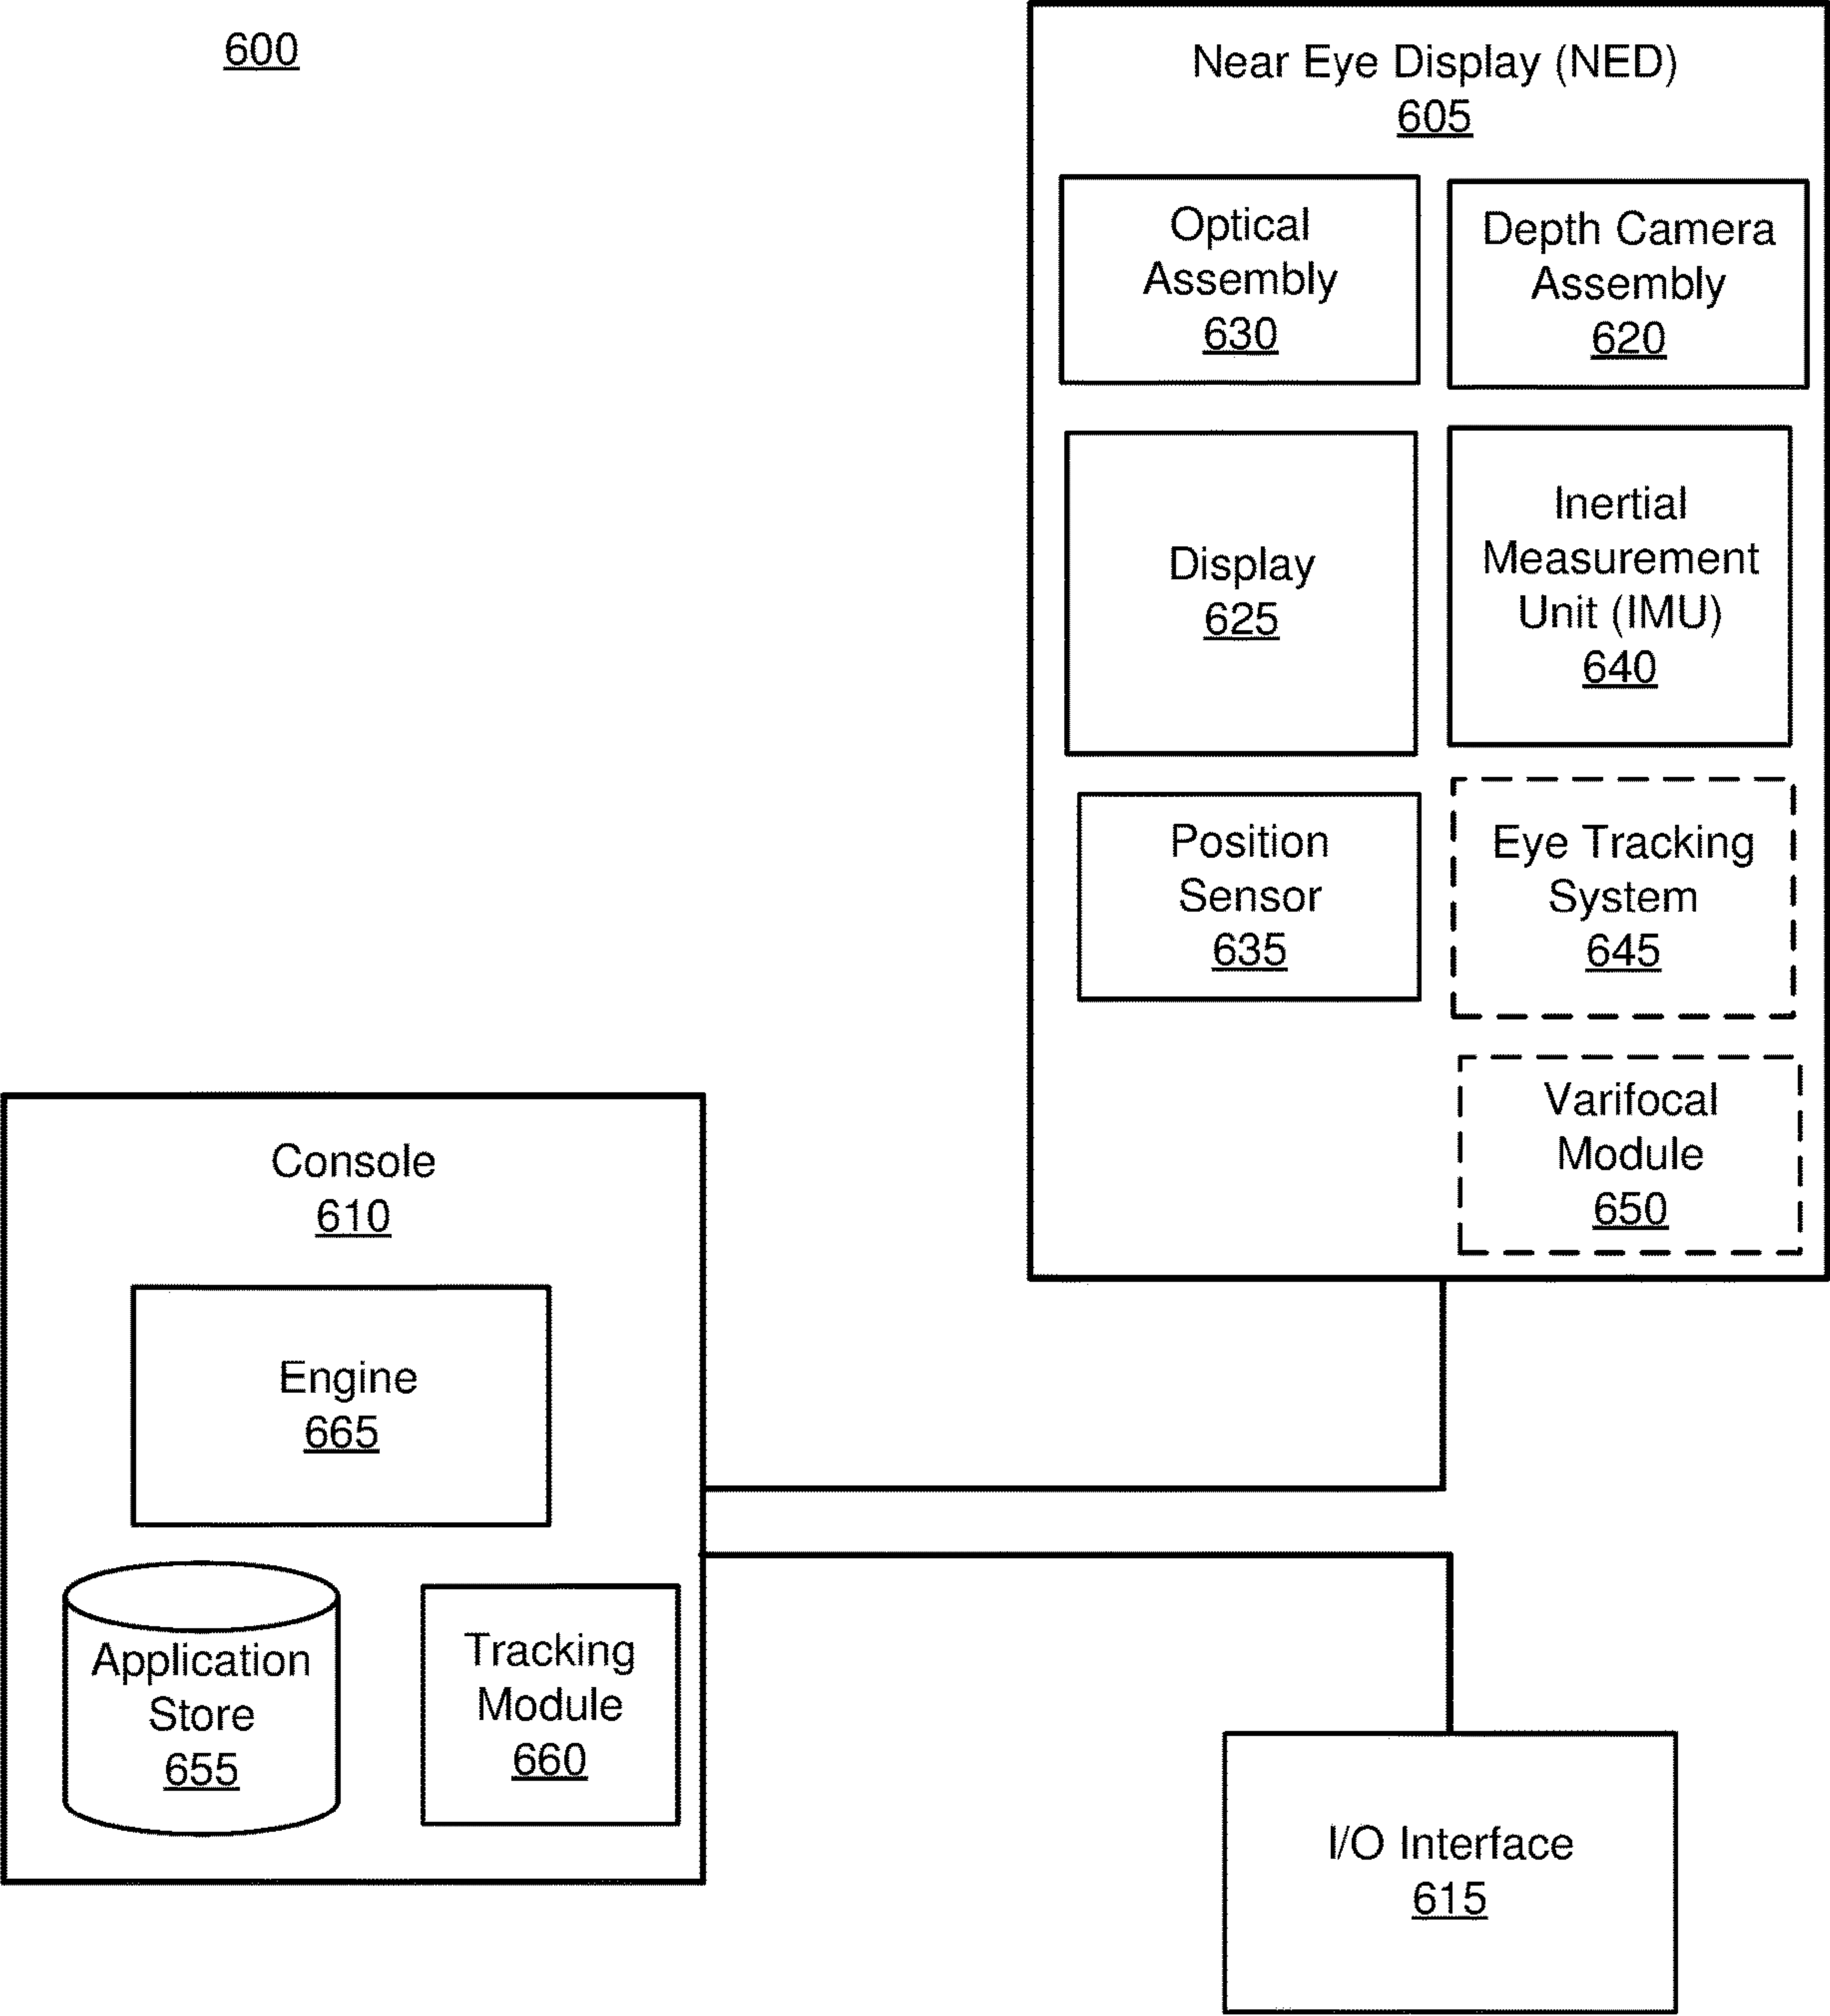 600
Near Eye Display (NED)
605
Optical
Assembly
630
Depth Camera
Assembly
620
Display
625
Inertial
Measurement
Unit (IMU)
640
Position
Sensor
635
Eye Tracking
System
645
Varifocal
Module
650
Console
610
Engine
665
Application
Store
655
Tracking
Module
660
I/O Interface
615